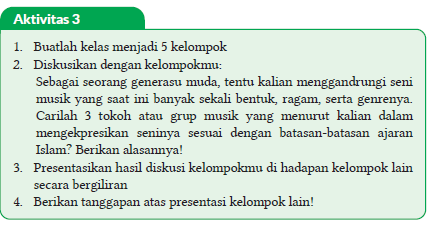 Aktivitas 3
1. Buatlah kelas menjadi 5 kelompok
2. Diskusikan dengan kelompokmu:
Sebagai seorang generasu muda, tentu kalian menggandrungi seni
musik yang saat ini banyak sekali bentuk, ragam, serta genrenya.
Carilah 3 tokoh atau grup musik yang menurut kalian dalam
mengekpresikan seninya sesuai dengan batasan-batasan ajaran
Islam? Berikan alasannya!
3. Presentasikan hasil diskusi kelompokmu di hadapan kelompok lain
secara bergiliran
4. Berikan tanggapan atas presentasi kelompok lain!